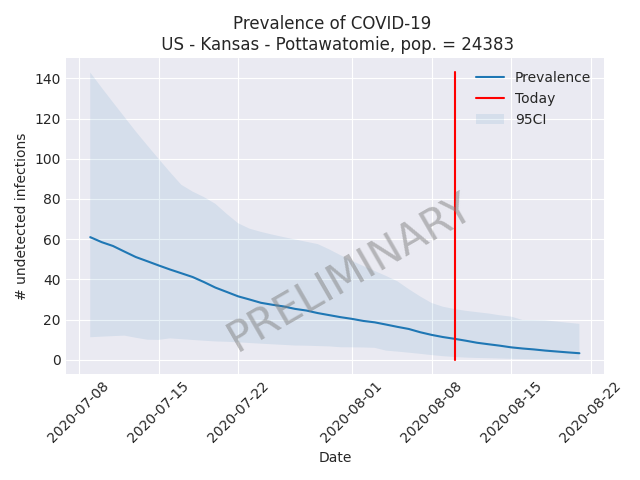 Prevalence of COVID-19
US - Kansas - Pottawatomie, pop. = 24383
# undetected infections
140
120
100
80
60
40
20
0
Prevalence
Today
95CI
PRELIMINARY
2020-07-08
2020-07-15
2020-07-22
2020-08-01
2020-08-08
2020-08-15
2020-08-22
Date